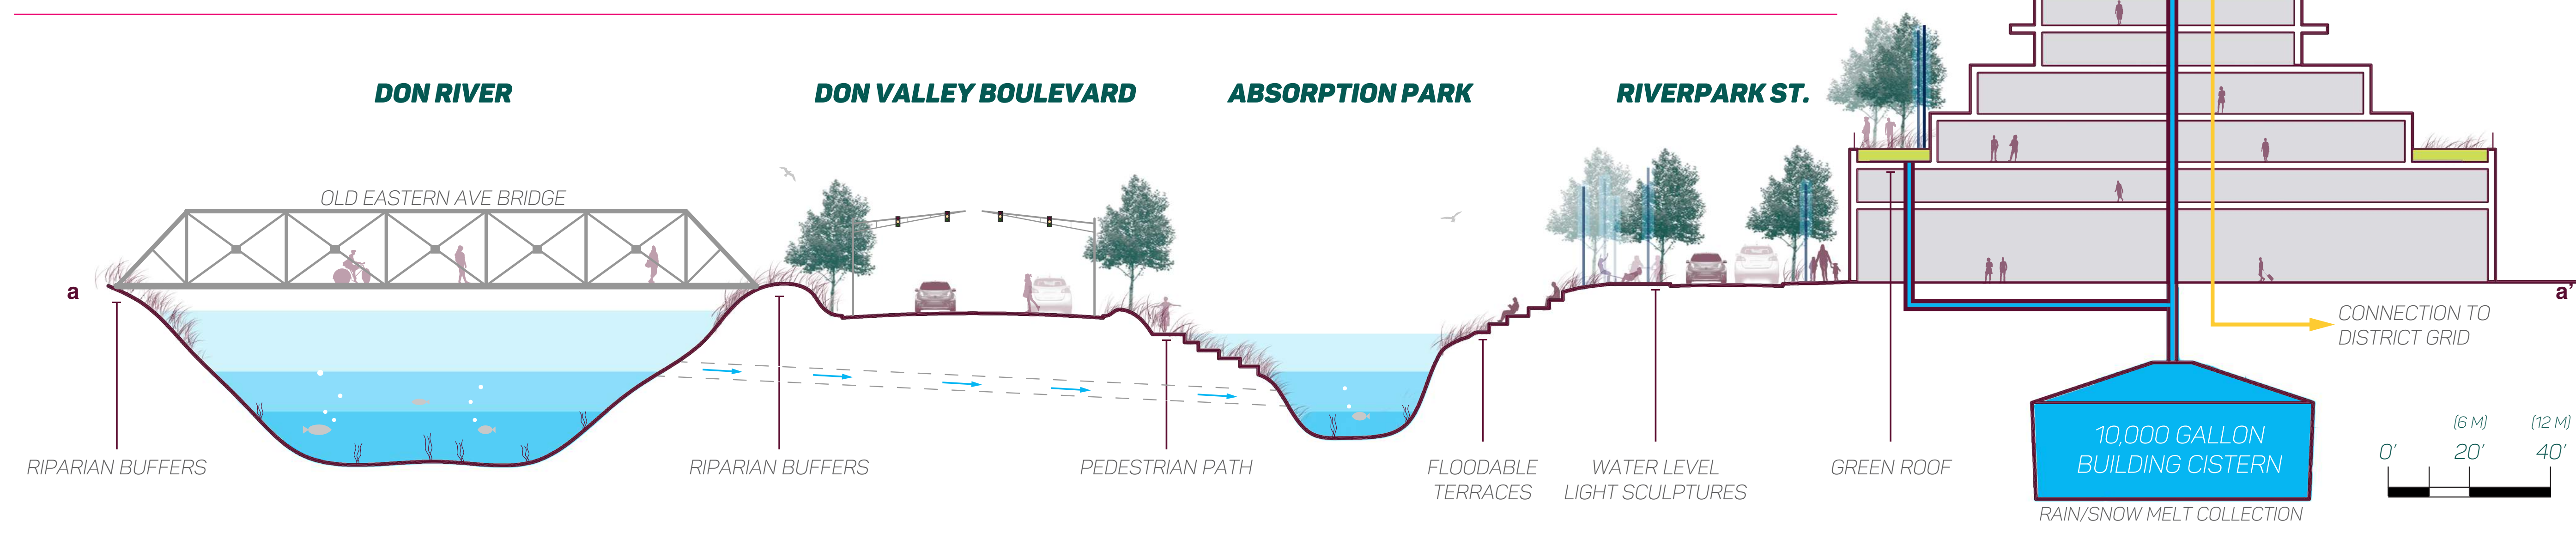 DON RIVER
DON VALLEY BOULEVARD
ABSORPTION PARK
RIVERPARK ST.
OLD EASTERN AVE BRIDGE
a
a’
CONNECTION TO
DISTRICT GRID
RIPARIAN BUFFERS
RIPARIAN BUFFERS
PEDESTRIAN PATH
FLOODABLE
TERRACES
WATER LEVEL
LIGHT SCULPTURES
GREEN ROOF
10,000 GALLON
BUILDING CISTERN
RAIN/SNOW MELT COLLECTION
(6 M) (12 M)
0’ 20’ 40’